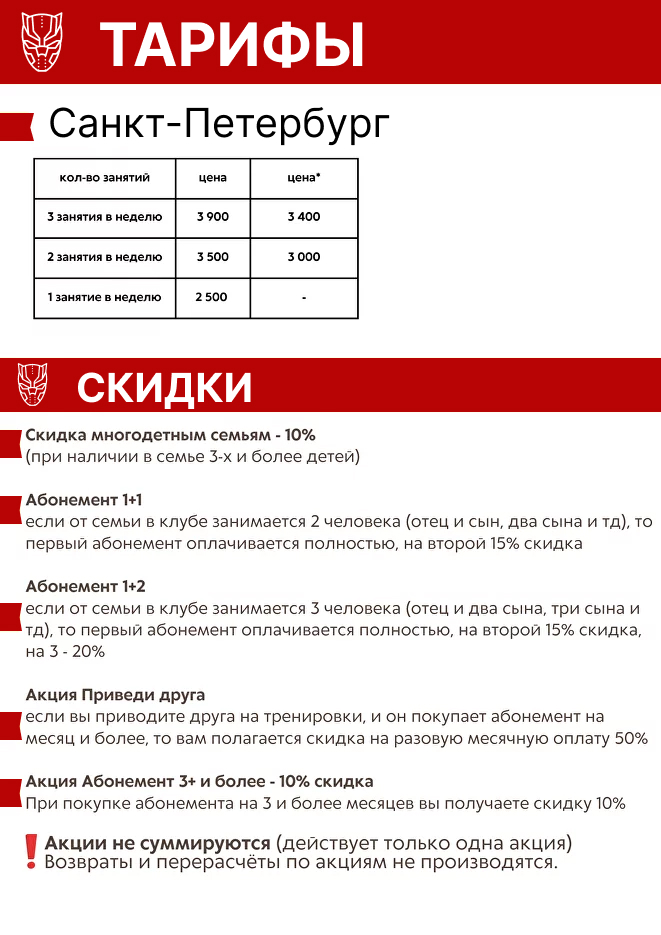 ТАРИФЫ
Санкт-Петербург
кол-во занятий цена цена*
3 занятия в неделю 3 900 3 400
2 занятия в неделю 3 500 3 000
1 занятие в неделю 2 500 -
СКИДКИ
Скидка многодетным семьям - 10%
(при наличии в семье 3-х и более детей)
Абонемент 1+1
если от семьи в клубе занимается 2 человека (отец и сын, два сына и тд), то
первый абонемент оплачивается полностью, на второй 15% скидка
Абонемент 1+2
если от семьи в клубе занимается 3 человека (отец и два сына, три сына и
тд), то первый абонемент оплачивается полностью, на второй 15% скидка,
на 3 - 20%
Акция Приведи друга
если вы приводите друга на тренировки, и он покупает абонемент на
месяц и более, то вам полагается скидка на разовую месячную оплату 50%
Акция Абонемент 3+ и более - 10% скидка
При покупке абонемента на 3 и более месяцев вы получаете скидку 10%
❗Акции не суммируются (действует только одна акция)
Возвраты и перерасчёты по акциям не производятся.